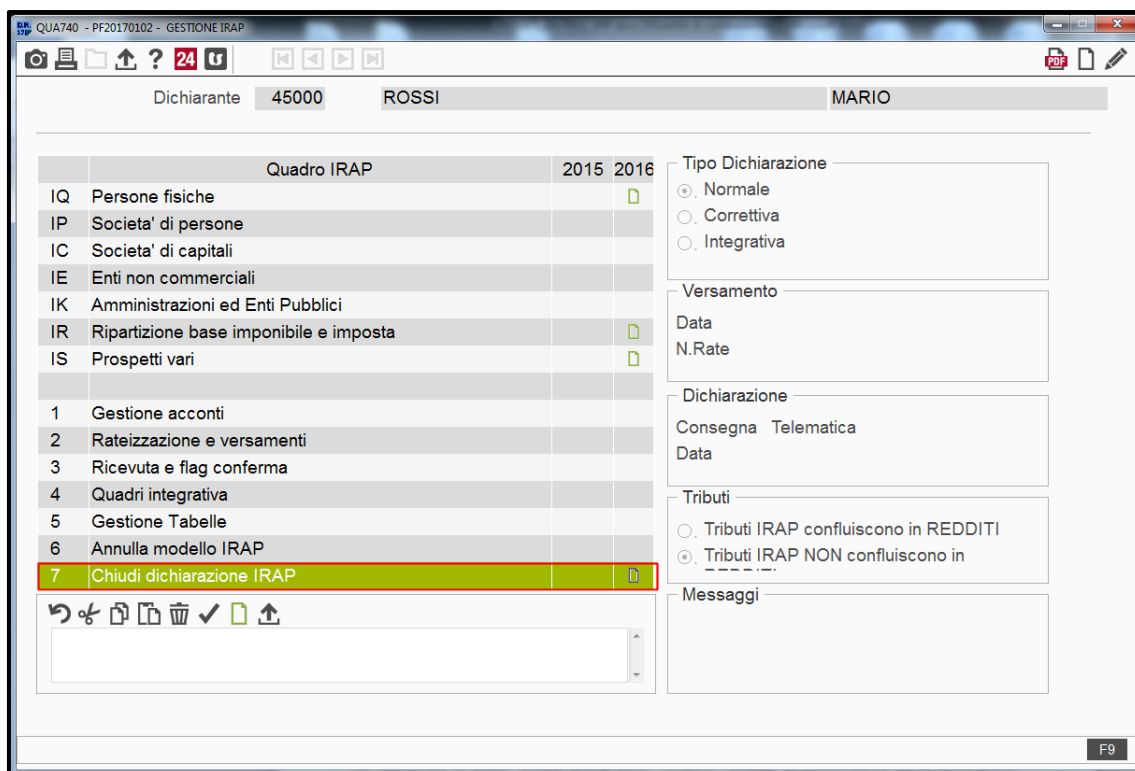 QUA740 - PF20170102 - GESTIONE IRAP
? 24
PDF
Dichiarante 45000 ROSSI MARIO
Quadro IRAP 2015 2016
IQ Persone fisiche
IP Societa' di persone
IC Societa' di capitali
IE Enti non commerciali
IK Amministrazioni ed Enti Pubblici
IR Ripartizione base imponibile e imposta
IS Prospetti vari
1 Gestione acconti
2 Rateizzazione e versamenti
3 Ricevuta e flag conferma
4 Quadri integrativa
5 Gestione Tabelle
6 Annulla modello IRAP
7 Chiudi dichiarazione IRAP
Tipo Dichiarazione
Normale
Correttiva
Integrativa
Versamento
Data
N.Rate
Dichiarazione
Consegna Telematica
Data
Tributi
Tributi IRAP confluiscono in REDDITI
Tributi IRAP NON confluiscono in
Messaggi
F9